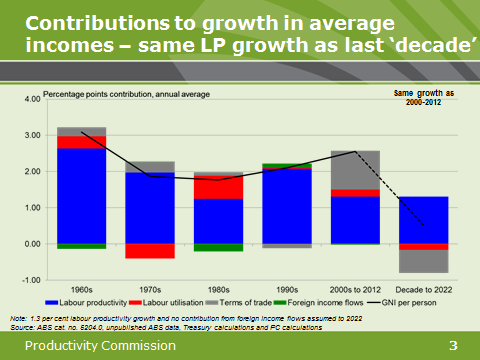 Contributions to growth in average
incomes – same LP growth as last ‘decade’
Percentage points contribution, annual average
Same growth as
2000-2012
4.00
3.00
2.00
1.00
0.00
-1.00
1960s 1970s 1980s 1990s 2000s to 2012 Decade to 2022
Labour productivity Labour utilisation Terms of trade Foreign income flows GNI per person
Note: 1.3 per cent labour productivity growth and no contribution from foreign income flows assumed to 2022
Source: ABS cat. no. 5204.0, unpublished ABS data, Treasury calculations and PC calculations
Productivity Commission 3